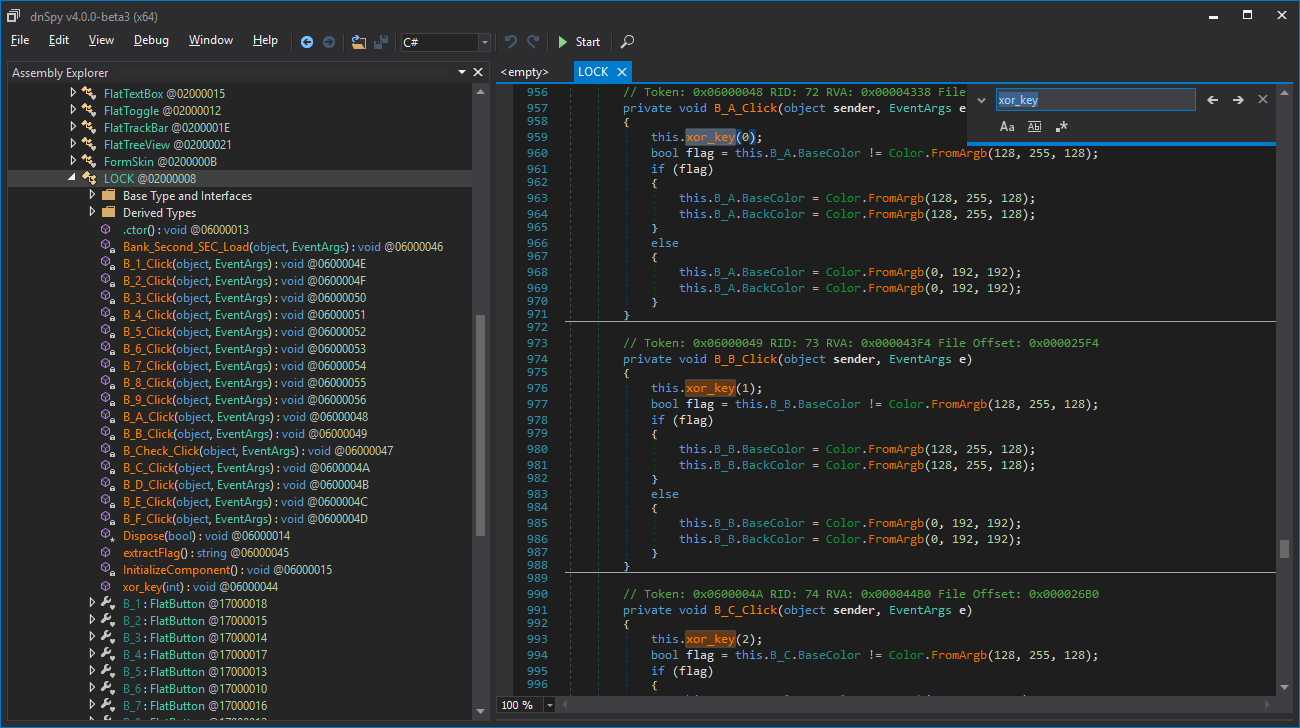 dnSpy v4.0.0-beta3 (x64)
File Edit View Debug Window Help C# Start
Assembly Explorer
FlatTextBox @02000015
FlatToggle @02000012
FlatTrackBar @0200001E
FlatTreeView @02000021
FormSkin @0200000B
LOCK @02000008
Base Type and Interfaces
Derived Types
.ctor() : void @06000013
Bank_Second_SEC_Load(object, EventArgs) : void @06000046
B_1_Click(object, EventArgs) : void @0600004E
B_2_Click(object, EventArgs) : void @0600004F
B_3_Click(object, EventArgs) : void @06000050
B_4_Click(object, EventArgs) : void @06000051
B_5_Click(object, EventArgs) : void @06000052
B_6_Click(object, EventArgs) : void @06000053
B_7_Click(object, EventArgs) : void @06000054
B_8_Click(object, EventArgs) : void @06000055
B_9_Click(object, EventArgs) : void @06000056
B_A_Click(object, EventArgs) : void @06000048
B_B_Click(object, EventArgs) : void @06000049
B_Check_Click(object, EventArgs) : void @06000047
B_C_Click(object, EventArgs) : void @0600004A
B_D_Click(object, EventArgs) : void @0600004B
B_E_Click(object, EventArgs) : void @0600004C
B_F_Click(object, EventArgs) : void @0600004D
Dispose(bool) : void @06000014
extractFlag() : string @06000045
InitializeComponent() : void @06000015
xor_key(int) : void @06000044
B_1 : FlatButton @17000018
B_2 : FlatButton @17000015
B_3 : FlatButton @17000014
B_4 : FlatButton @17000017
B_5 : FlatButton @17000013
B_6 : FlatButton @17000010
B_7 : FlatButton @17000016
<empty> LOCK
xor_key
Aa Ab .*
956 // Token: 0x06000048 RID: 72 RVA: 0x00004338 File
957 private void B_A_Click(object sender, EventArgs e
958 {
959 this.xor_key(0);
960 bool flag = this.B_A.BaseColor != Color.FromArgb(128, 255, 128);
961 if (flag)
962 {
963 this.B_A.BaseColor = Color.FromArgb(128, 255, 128);
964 this.B_A.BackColor = Color.FromArgb(128, 255, 128);
965 }
966 else
967 {
968 this.B_A.BaseColor = Color.FromArgb(0, 192, 192);
969 this.B_A.BackColor = Color.FromArgb(0, 192, 192);
970 }
971 }
972
973 // Token: 0x06000049 RID: 73 RVA: 0x000043F4 File Offset: 0x000025F4
974 private void B_B_Click(object sender, EventArgs e)
975 {
976 this.xor_key(1);
977 bool flag = this.B_B.BaseColor != Color.FromArgb(128, 255, 128);
978 if (flag)
979 {
980 this.B_B.BaseColor = Color.FromArgb(128, 255, 128);
981 this.B_B.BackColor = Color.FromArgb(128, 255, 128);
982 }
983 else
984 {
985 this.B_B.BaseColor = Color.FromArgb(0, 192, 192);
986 this.B_B.BackColor = Color.FromArgb(0, 192, 192);
987 }
988 }
989
990 // Token: 0x0600004A RID: 74 RVA: 0x000044B0 File Offset: 0x000026B0
991 private void B_C_Click(object sender, EventArgs e)
992 {
993 this.xor_key(2);
994 bool flag = this.B_C.BaseColor != Color.FromArgb(128, 255, 128);
995 if (flag)
996 {
100 %